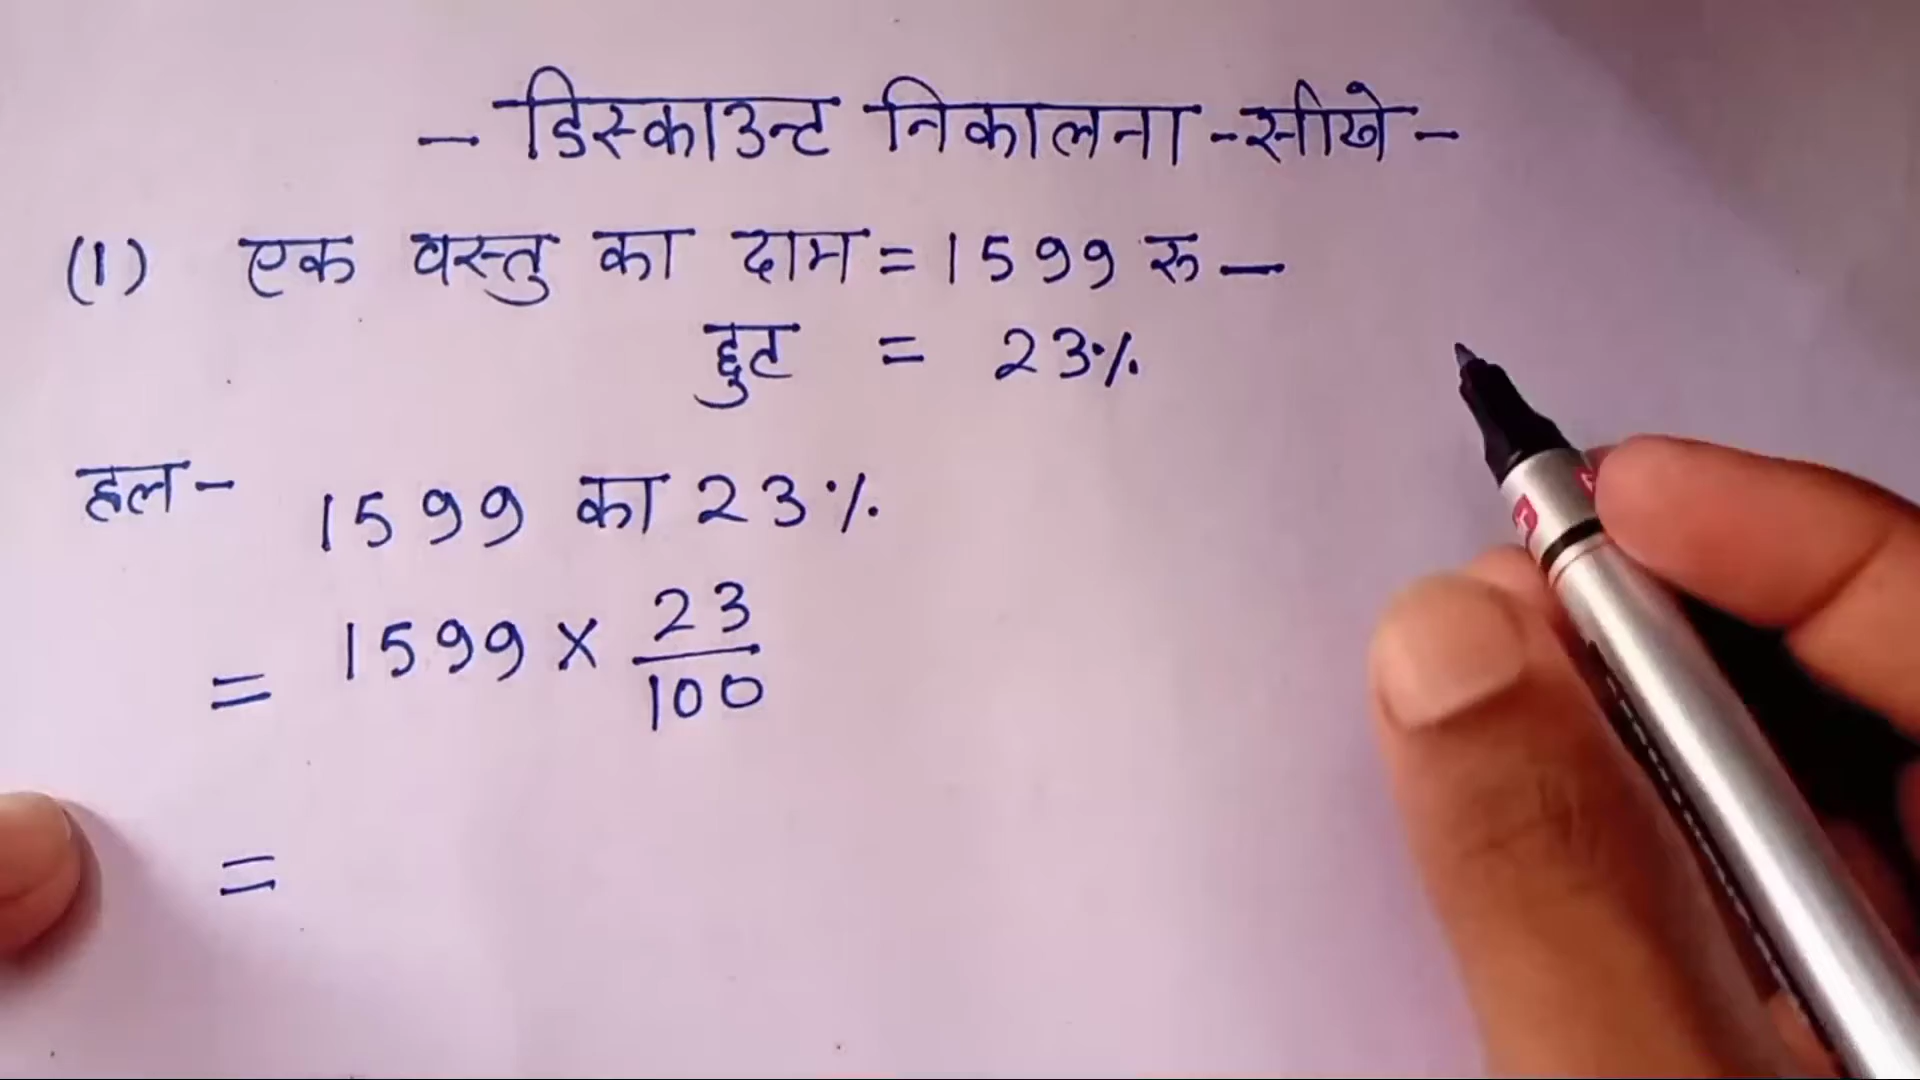 - डिस्काउन्ट निकालना - सीखे -
(1) एक वस्तु का दाम = 1599 रु —
छुट = 23%
हल - 1599 का 23%
= 1599 × 23/100
=